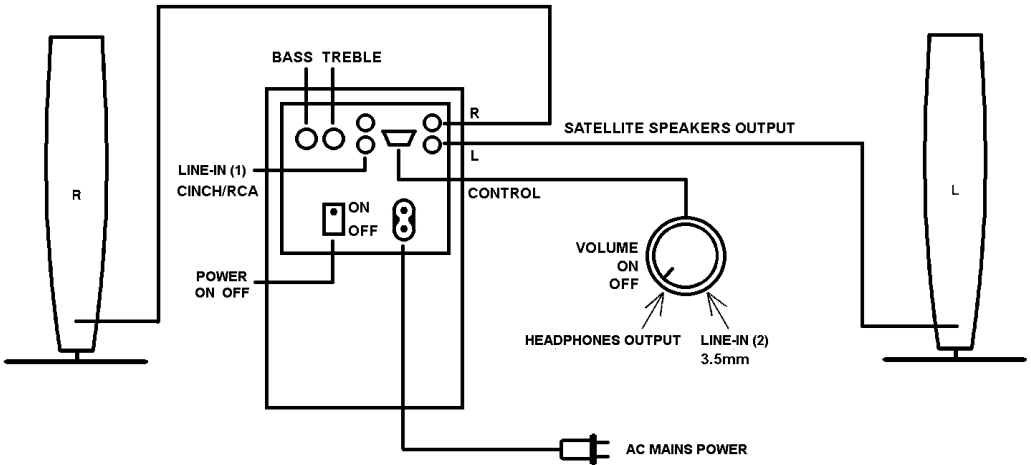 BASS TREBLE
R
SATELLITE SPEAKERS OUTPUT
L
LINE-IN (1)
CINCH/RCA
CONTROL
R
L
ON
OFF
POWER
ON OFF
VOLUME
ON
OFF
HEADPHONES OUTPUT
LINE-IN (2)
3.5mm
AC MAINS POWER